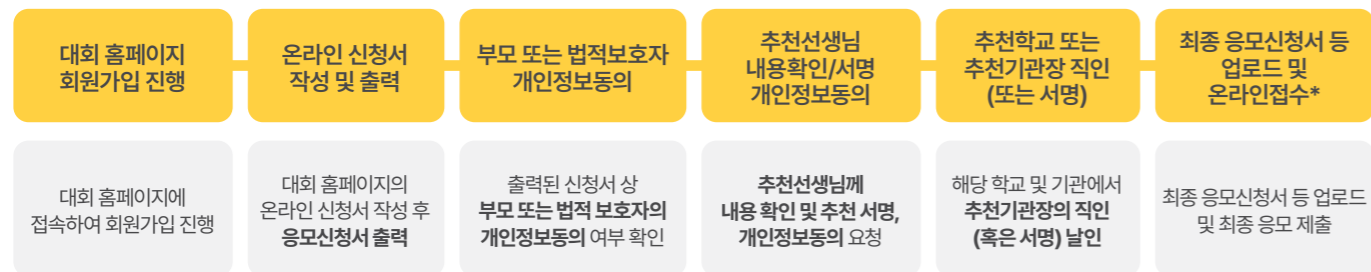 대회 홈페이지
회원가입 진행
온라인 신청서
작성 및 출력
부모 또는 법적보호자
개인정보동의
추천선생님
내용확인/서명
개인정보동의
추천학교 또는
추천기관장 직인
(또는 서명)
최종 응모신청서 등
업로드 및
온라인접수*
대회 홈페이지에
접속하여 회원가입 진행
대회 홈페이지의
온라인 신청서 작성 후
응모신청서 출력
출력된 신청서 상
부모 또는 법적 보호자의
개인정보동의 여부 확인
추천선생님께
내용 확인 및 추천 서명,
개인정보동의 요청
해당 학교 및 기관에서
추천기관장의 직인
(혹은 서명) 날인
최종 응모신청서 등 업로드
및 최종 응모 제출